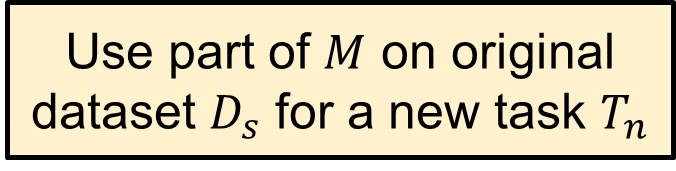 Use part of M on original
dataset Dₛ for a new task Tₙ